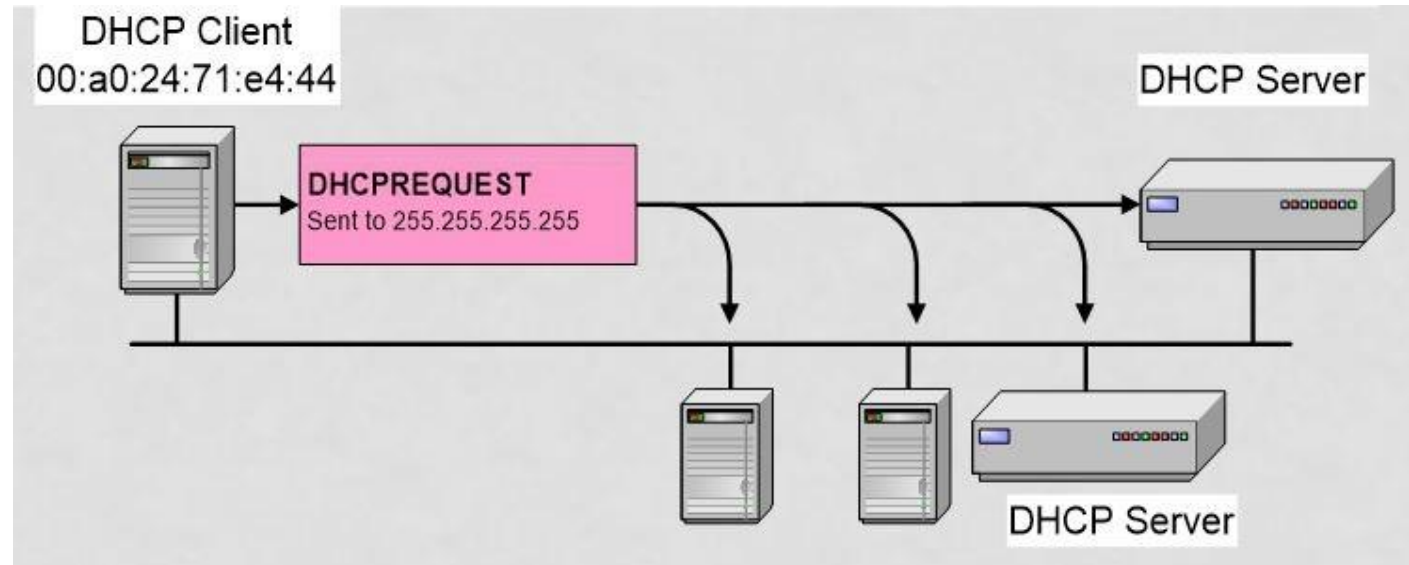 DHCP Client
00:a0:24:71:e4:44
DHCP Server
DHCPREQUEST
Sent to 255.255.255.255
DHCP Server